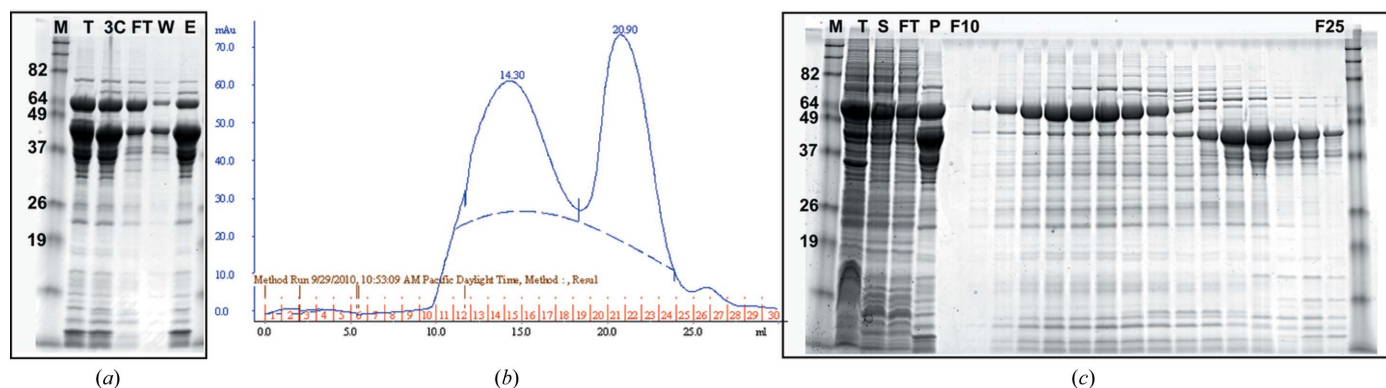 M T 3C FT W E
82
64
49
37
26
19
(a)
mAu
70.0
60.0
50.0
40.0
30.0
20.0
10.0
0.0
14.30
20.90
Method Run 9/29/2010, 10:53:09 AM Pacific Daylight Time, Method : , Resul
1 2 3 4 5 6 7 8 9 10 11 12 13 14 15 16 17 18 19 20 21 22 23 24 25 26 27 28 29 30
0.0 5.0 10.0 15.0 20.0 25.0 ml
(b)
M T S FT P F10 F25
82
64
49
37
26
19
(c)